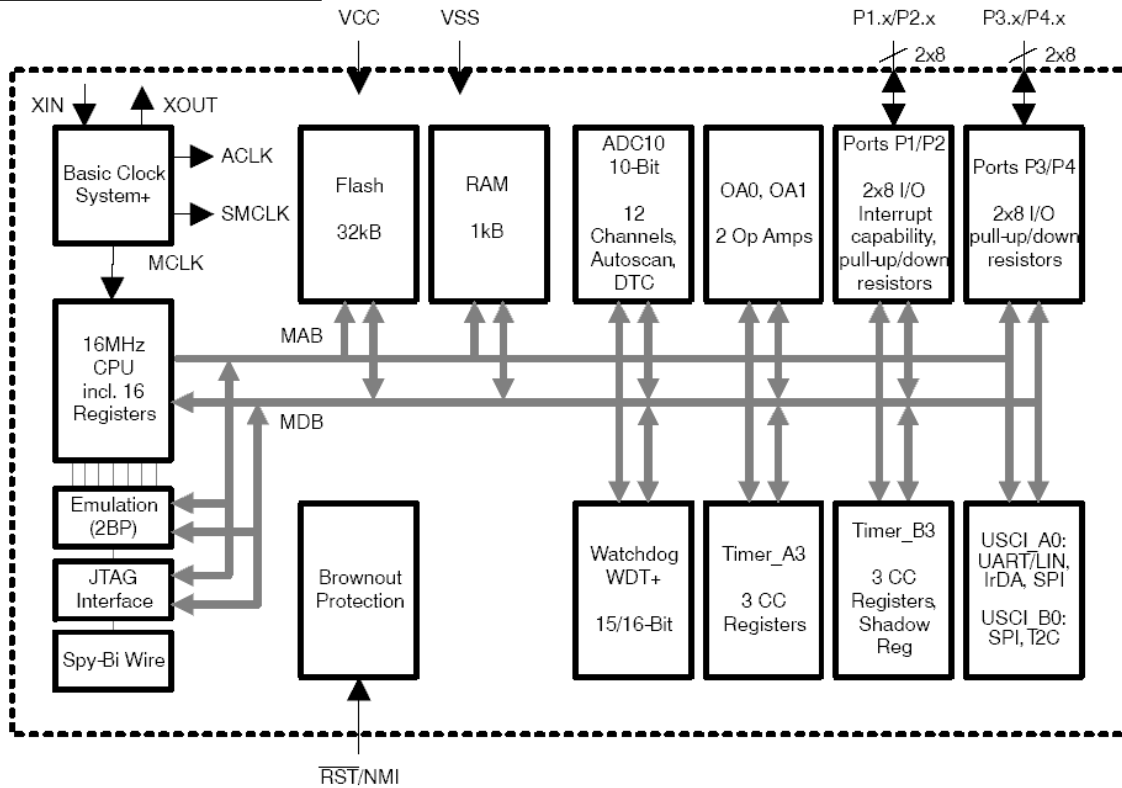 VCC
VSS
P1.x/P2.x
P3.x/P4.x
2x8
2x8
XIN
XOUT
Basic Clock
System+
ACLK
SMCLK
MCLK
Flash
32kB
RAM
1kB
ADC10
10-Bit
12
Channels,
Autoscan,
DTC
OA0, OA1
2 Op Amps
Ports P1/P2
2x8 I/O
Interrupt
capability,
pull-up/down
resistors
Ports P3/P4
2x8 I/O
pull-up/down
resistors
16MHz
CPU
incl. 16
Registers
MAB
MDB
Emulation
(2BP)
JTAG
Interface
Spy-Bi Wire
Brownout
Protection
Watchdog
WDT+
15/16-Bit
Timer_A3
3 CC
Registers
Timer_B3
3 CC
Registers,
Shadow
Reg
USCI_A0:
UART/LIN,
IrDA, SPI
USCI_B0:
SPI, I2C
RST/NMI